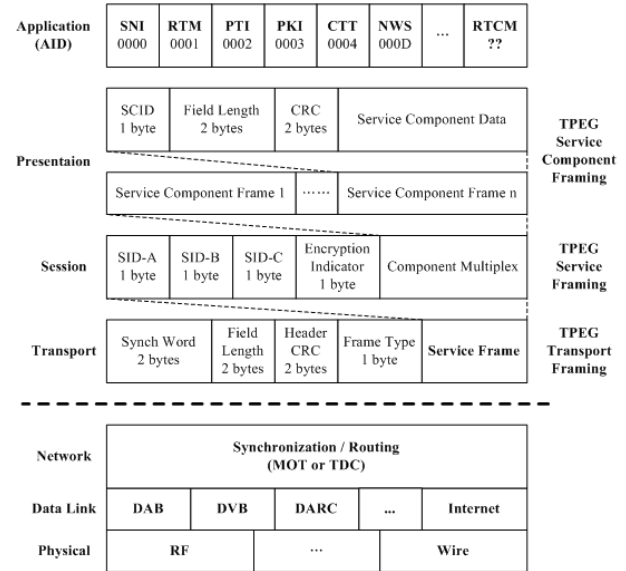 Application (AID) SNI 0000 RTM 0001 PTI 0002 PKI 0003 CTT 0004 NWS 000D ... RTCM ??
SCID 1 byte Field Length 2 bytes CRC 2 bytes Service Component Data
Presentaion
TPEG Service Component Framing
Service Component Frame 1 ...... Service Component Frame n
Session SID-A 1 byte SID-B 1 byte SID-C 1 byte Encryption Indicator 1 byte Component Multiplex TPEG Service Framing
Transport Synch Word 2 bytes Field Length 2 bytes Header CRC 2 bytes Frame Type 1 byte Service Frame TPEG Transport Framing
Network Synchronization / Routing (MOT or TDC)
Data Link DAB DVB DARC ... Internet
Physical RF ... Wire